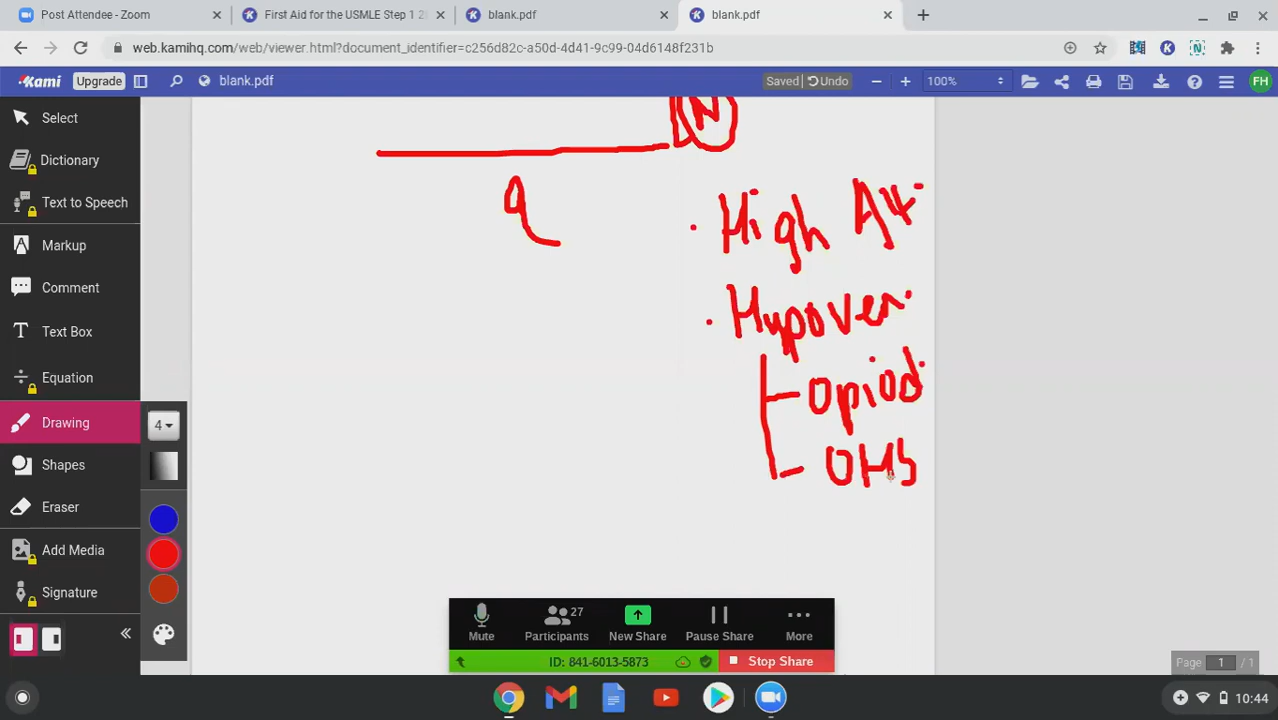 Post Attendee - Zoom
First Aid for the USMLE Step 1 2
blank.pdf
blank.pdf
web.kamihq.com/web/viewer.html?document_identifier=c256d82c-a50d-4d41-9c99-04d6148f231b
Kami
Upgrade
blank.pdf
Saved
Undo
100%
FH
Select
Dictionary
Text to Speech
Markup
Comment
Text Box
Equation
Drawing
Shapes
Eraser
Add Media
Signature
4
N
High Alt
Hypoven
Opiod
OHS
Mute
27
Participants
New Share
Pause Share
More
ID: 841-6013-5873
Stop Share
Page 1 / 1
10:44